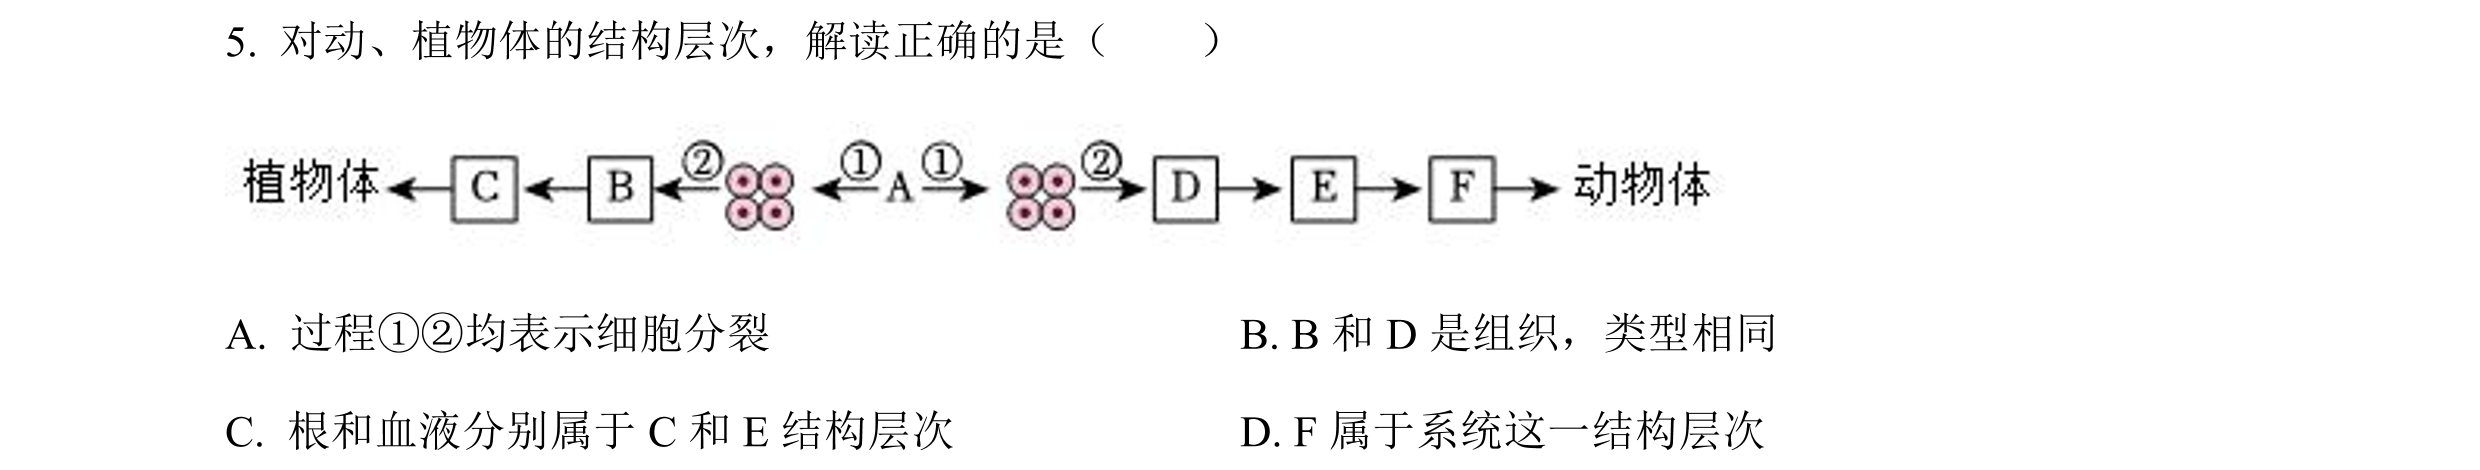 5. 对动、植物体的结构层次，解读正确的是（　　）
植物体 C B ② ① A ① ② D E F 动物体
A. 过程①②均表示细胞分裂 B. B 和 D 是组织，类型相同
C. 根和血液分别属于 C 和 E 结构层次 D. F 属于系统这一结构层次